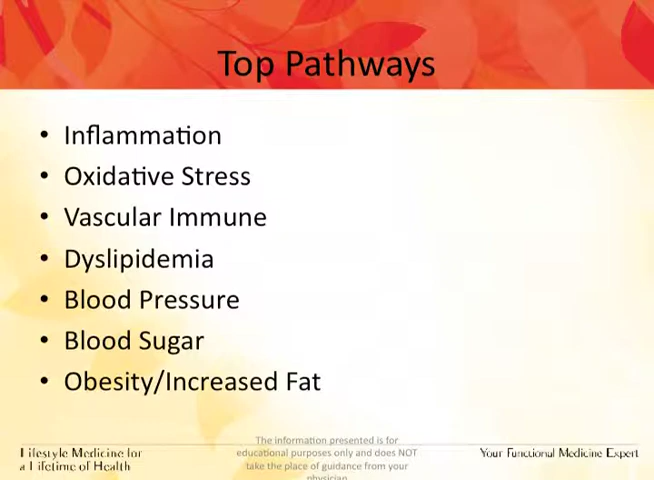 Top Pathways
• Inflammation
• Oxidative Stress
• Vascular Immune
• Dyslipidemia
• Blood Pressure
• Blood Sugar
• Obesity/Increased Fat
Lifestyle Medicine for
a Lifetime of Health
The information presented is for
educational purposes only and does NOT
take the place of guidance from your
physician
Your Functional Medicine Expert